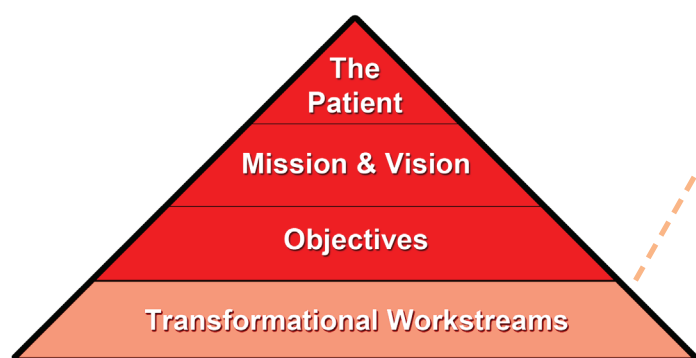 The
Patient
Mission & Vision
Objectives
Transformational Workstreams